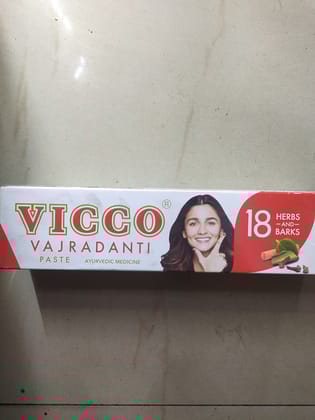 VICCO®
VAJRADANTI
PASTE AYURVEDIC MEDICINE
18 HERBS
AND
BARKS